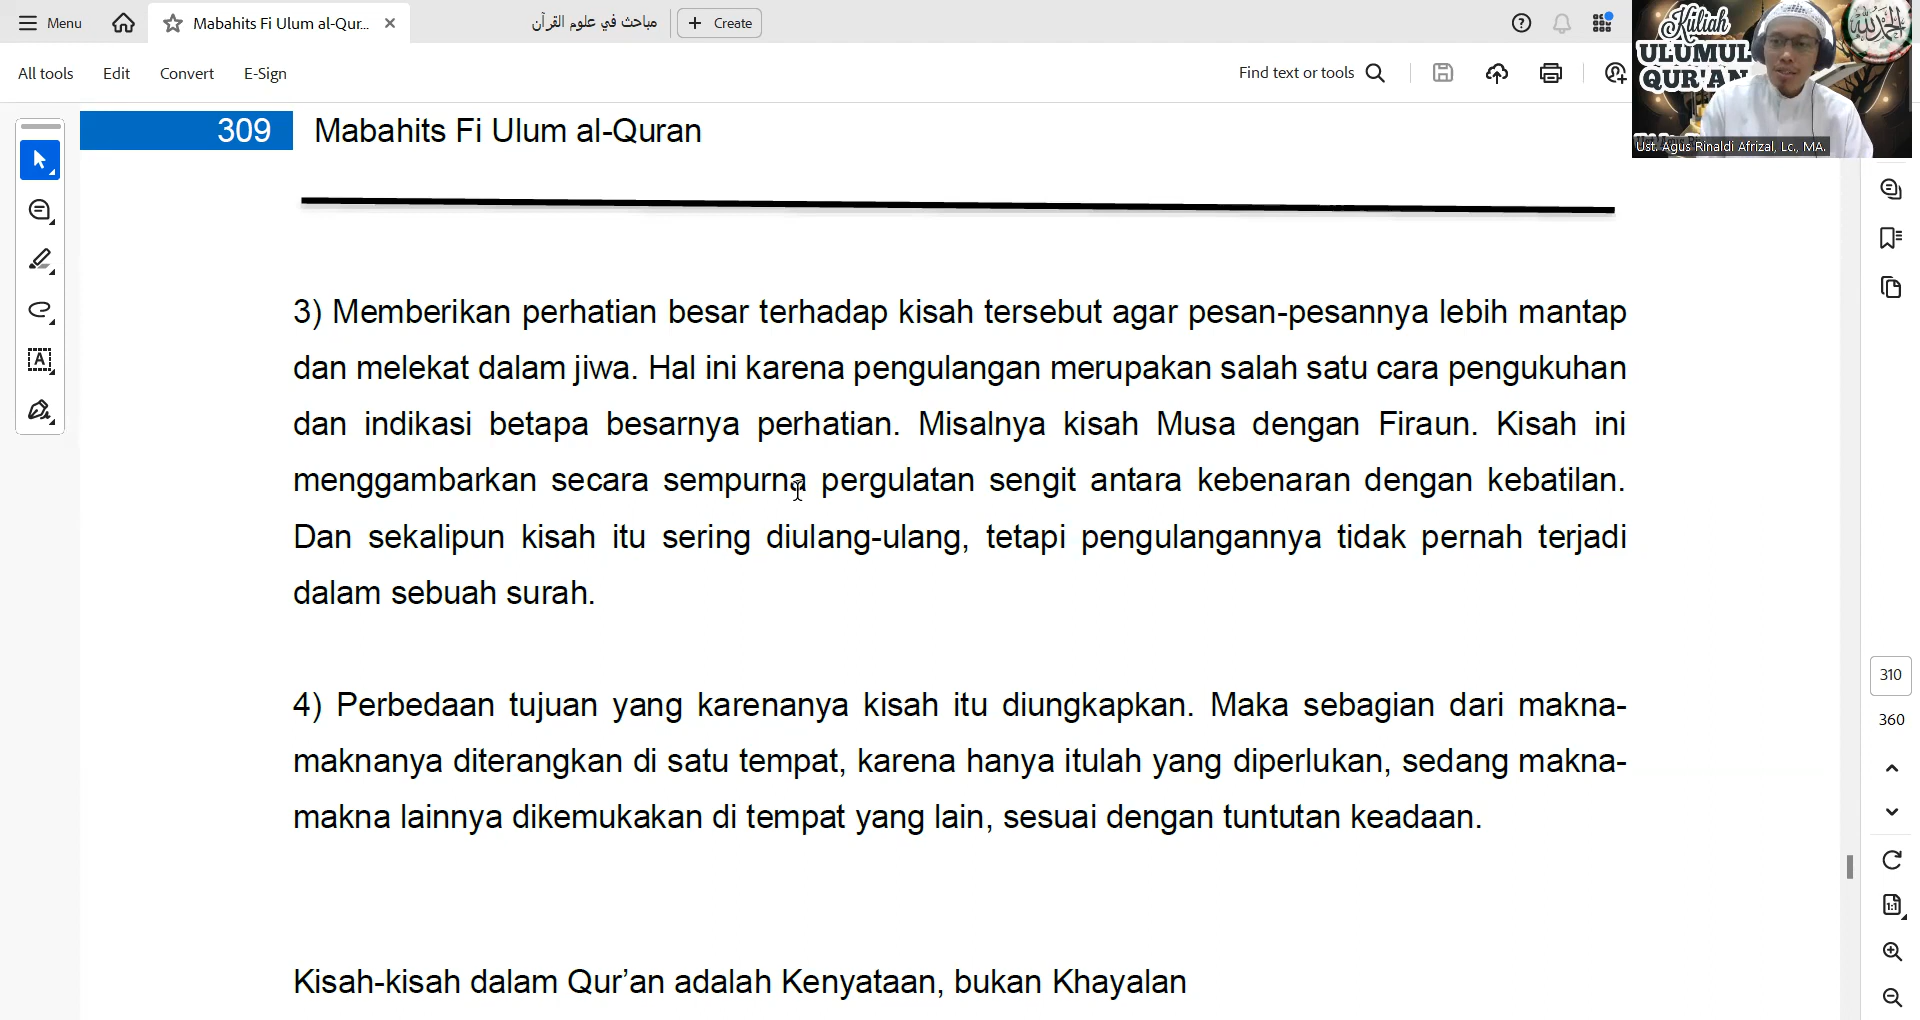 Menu
Mabahits Fi Ulum al-Qur...
مباحث في علوم القرآن
Create
All tools
Edit
Convert
E-Sign
Find text or tools
Kuliah
ULUMUL
QUR'AN
Ust. Agus Rinaldi Afrizal, Lc., MA.
309
Mabahits Fi Ulum al-Quran
3) Memberikan perhatian besar terhadap kisah tersebut agar pesan-pesannya lebih mantap
dan melekat dalam jiwa. Hal ini karena pengulangan merupakan salah satu cara pengukuhan
dan indikasi betapa besarnya perhatian. Misalnya kisah Musa dengan Firaun. Kisah ini
menggambarkan secara sempurna pergulatan sengit antara kebenaran dengan kebatilan.
Dan sekalipun kisah itu sering diulang-ulang, tetapi pengulangannya tidak pernah terjadi
dalam sebuah surah.
4) Perbedaan tujuan yang karenanya kisah itu diungkapkan. Maka sebagian dari makna-
maknanya diterangkan di satu tempat, karena hanya itulah yang diperlukan, sedang makna-
makna lainnya dikemukakan di tempat yang lain, sesuai dengan tuntutan keadaan.
Kisah-kisah dalam Qur’an adalah Kenyataan, bukan Khayalan
310
360